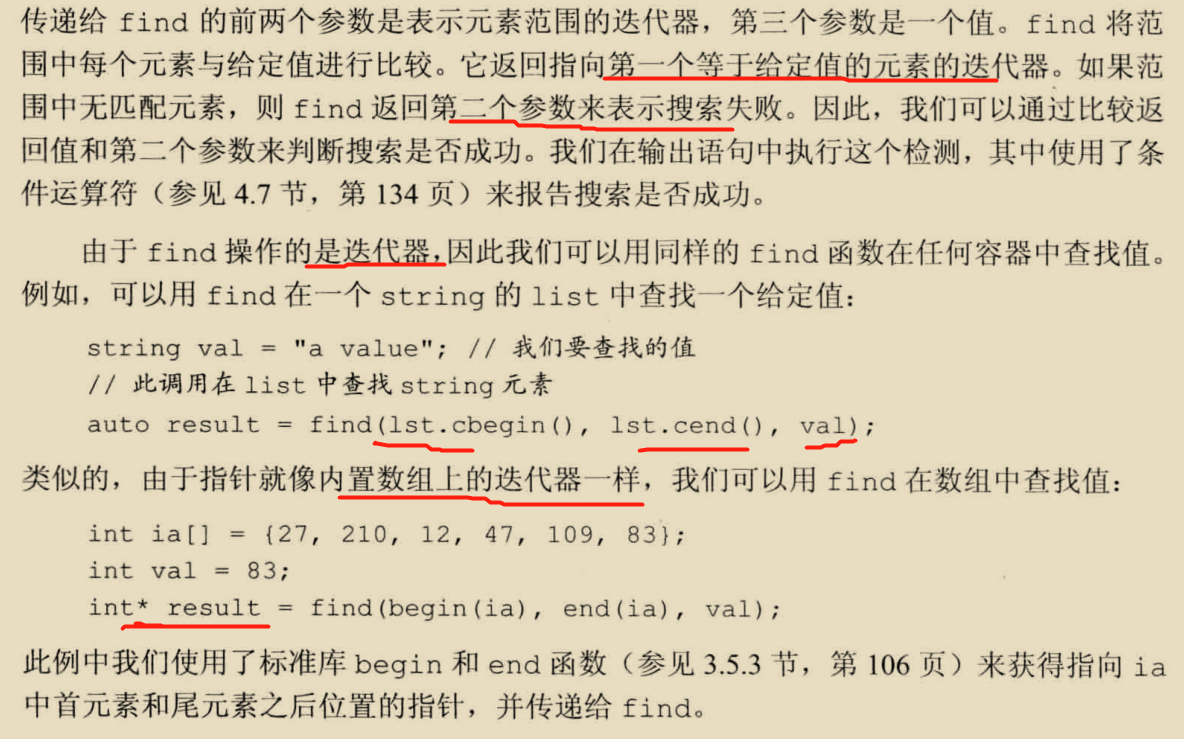 传递给 find 的前两个参数是表示元素范围的迭代器，第三个参数是一个值。find 将范
围中每个元素与给定值进行比较。它返回指向第一个等于给定值的元素的迭代器。如果范
围中无匹配元素，则 find 返回第二个参数来表示搜索失败。因此，我们可以通过比较返
回值和第二个参数来判断搜索是否成功。我们在输出语句中执行这个检测，其中使用了条
件运算符（参见 4.7 节，第 134 页）来报告搜索是否成功。
由于 find 操作的是迭代器，因此我们可以用同样的 find 函数在任何容器中查找值。
例如，可以用 find 在一个 string 的 list 中查找一个给定值：
string val = "a value"; // 我们要查找的值
// 此调用在 list 中查找 string 元素
auto result = find(lst.cbegin(), lst.cend(), val);
类似的，由于指针就像内置数组上的迭代器一样，我们可以用 find 在数组中查找值：
int ia[] = {27, 210, 12, 47, 109, 83};
int val = 83;
int* result = find(begin(ia), end(ia), val);
此例中我们使用了标准库 begin 和 end 函数（参见 3.5.3 节，第 106 页）来获得指向 ia
中首元素和尾元素之后位置的指针，并传递给 find。